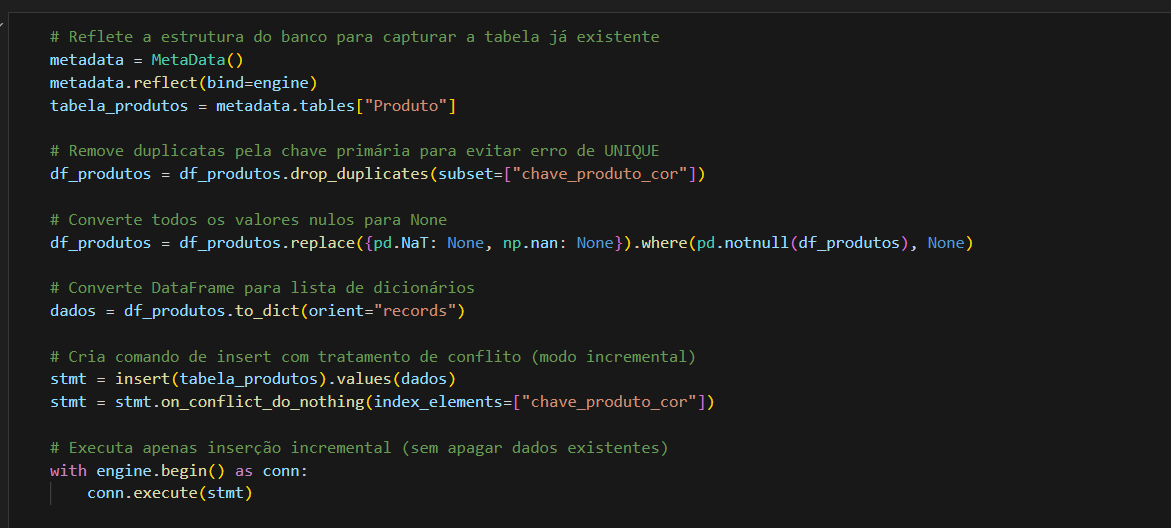 # Reflete a estrutura do banco para capturar a tabela já existente
metadata = MetaData()
metadata.reflect(bind=engine)
tabela_produtos = metadata.tables["Produto"]
# Remove duplicatas pela chave primária para evitar erro de UNIQUE
df_produtos = df_produtos.drop_duplicates(subset=["chave_produto_cor"])
# Converte todos os valores nulos para None
df_produtos = df_produtos.replace({pd.NaT: None, np.nan: None}).where(pd.notnull(df_produtos), None)
# Converte DataFrame para lista de dicionários
dados = df_produtos.to_dict(orient="records")
# Cria comando de insert com tratamento de conflito (modo incremental)
stmt = insert(tabela_produtos).values(dados)
stmt = stmt.on_conflict_do_nothing(index_elements=["chave_produto_cor"])
# Executa apenas inserção incremental (sem apagar dados existentes)
with engine.begin() as conn:
    conn.execute(stmt)